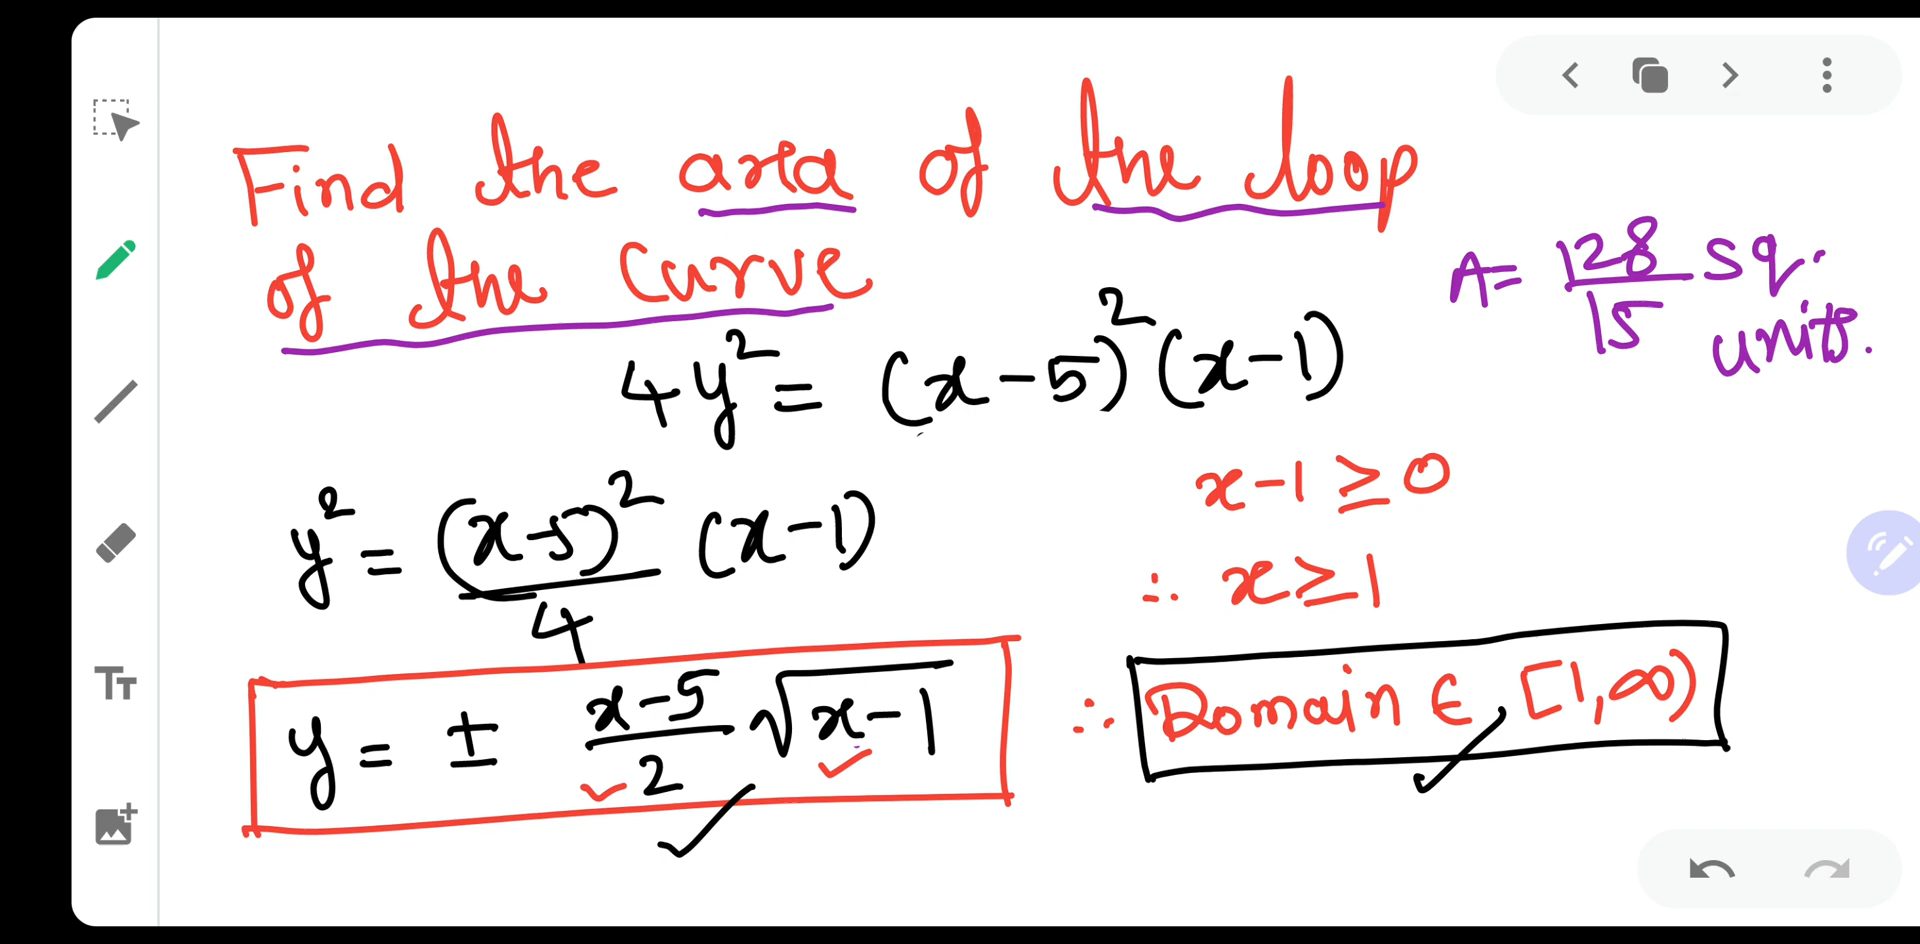 Find the area of the loop
of the curve
4y² = (x-5)² (x-1)
A = 128/15 sq.
units.
y² = (x-5)²/4 (x-1)
x-1 ≥ 0
∴ x ≥ 1
y = ± x-5/2 √x-1
∴ Domain ∈, [1,∞)
TT